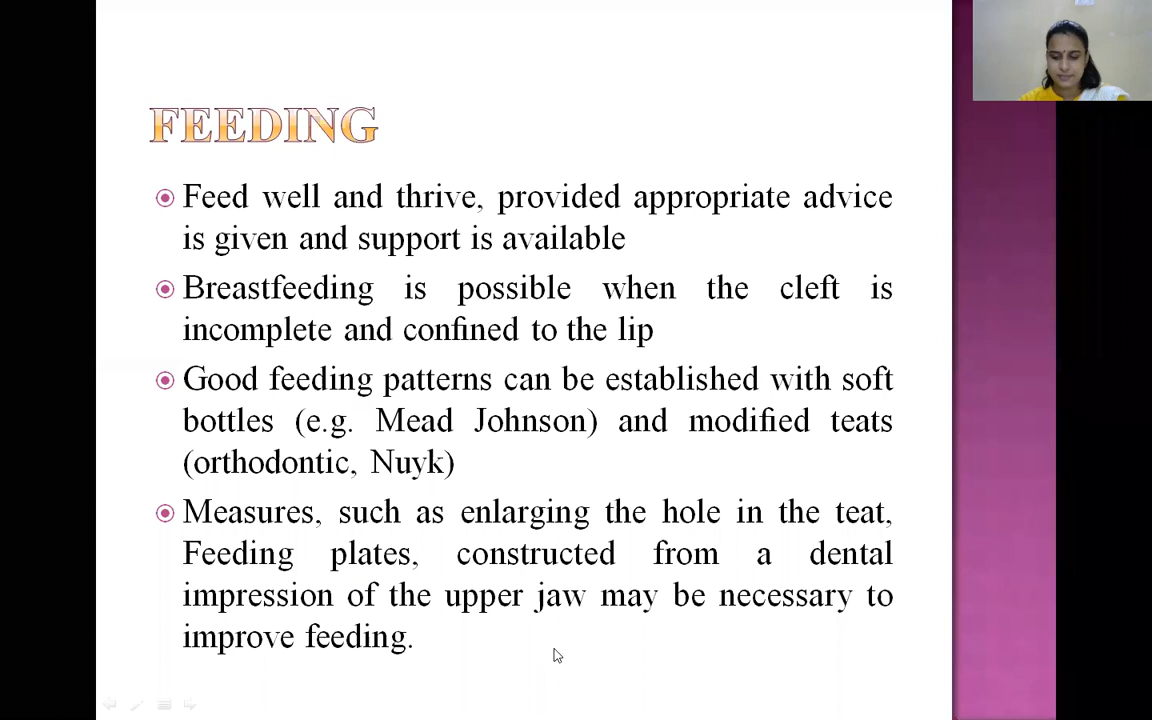 FEEDING
Feed well and thrive, provided appropriate advice
is given and support is available
Breastfeeding is possible when the cleft is
incomplete and confined to the lip
Good feeding patterns can be established with soft
bottles (e.g. Mead Johnson) and modified teats
(orthodontic, Nuyk)
Measures, such as enlarging the hole in the teat,
Feeding plates, constructed from a dental
impression of the upper jaw may be necessary to
improve feeding.